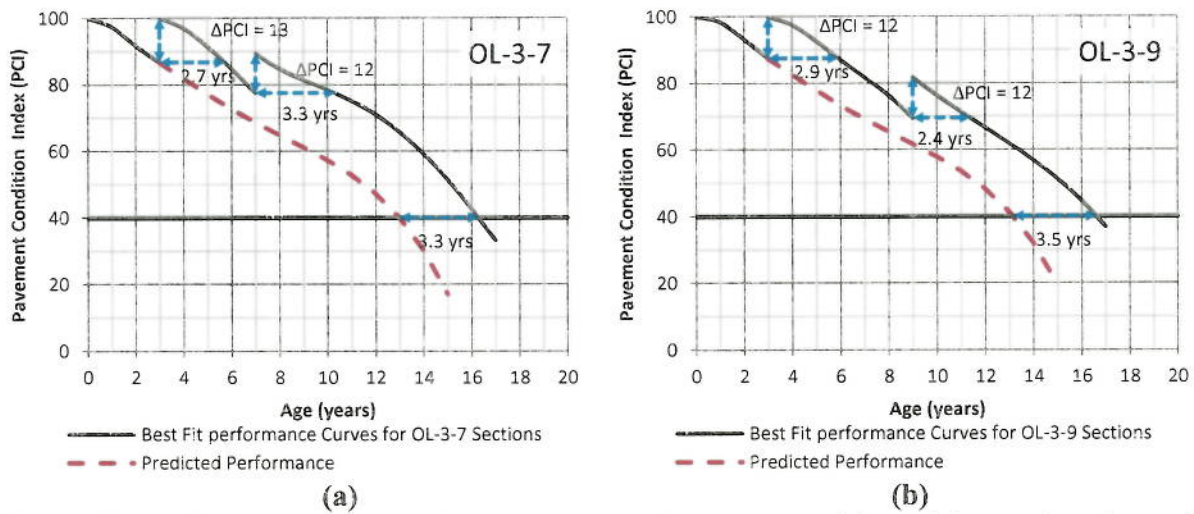 Pavement Condition Index (PCI)
100
80
60
40
20
0
ΔPCI = 13
OL-3-7
ΔPCI = 12
2.7 yrs
3.3 yrs
3.3 yrs
0 2 4 6 8 10 12 14 16 18 20
Age (years)
Best Fit performance Curves for OL-3-7 Sections
Predicted Performance
(a)
Pavement Condition Index (PCI)
100
80
60
40
20
0
ΔPCI = 12
OL-3-9
2.9 yrs
ΔPCI = 12
2.4 yrs
3.5 yrs
0 2 4 6 8 10 12 14 16 18 20
Age (years)
Best Fit performance Curves for OL-3-9 Sections
Predicted Performance
(b)